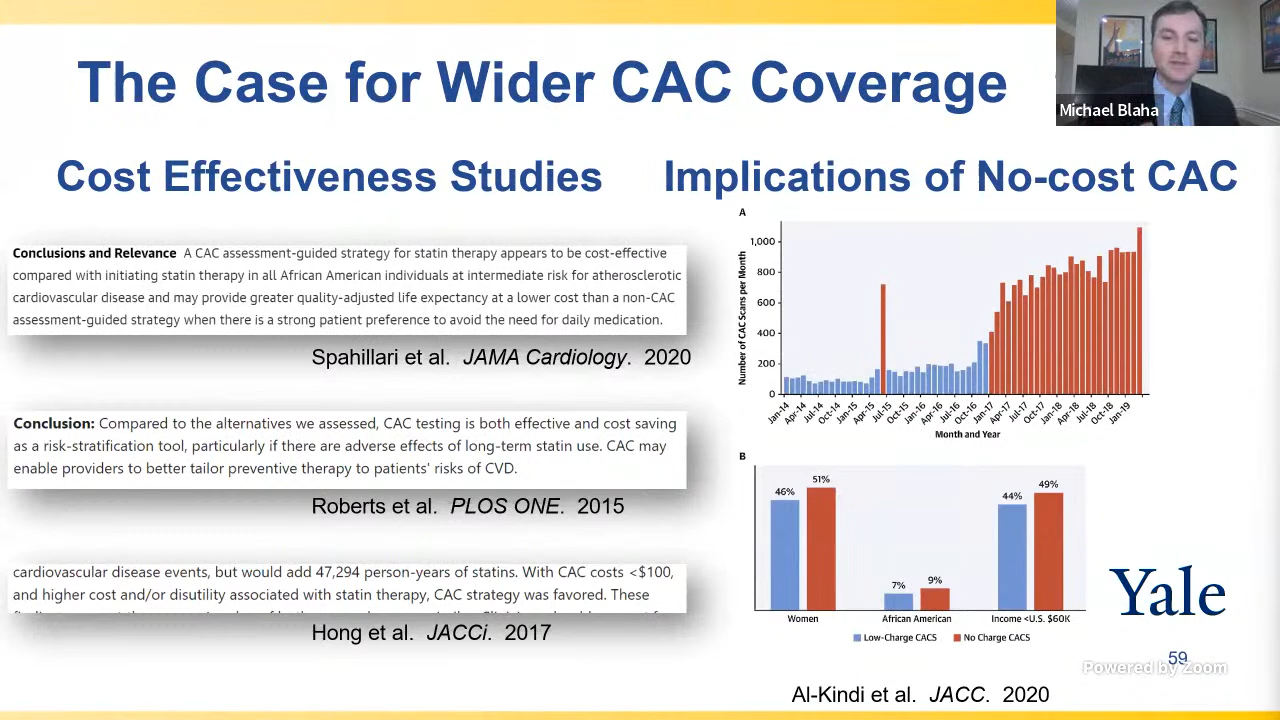 The Case for Wider CAC Coverage
Michael Blaha
Cost Effectiveness Studies
Conclusions and Relevance A CAC assessment-guided strategy for statin therapy appears to be cost-effective
compared with initiating statin therapy in all African American individuals at intermediate risk for atherosclerotic
cardiovascular disease and may provide greater quality-adjusted life expectancy at a lower cost than a non-CAC
assessment-guided strategy when there is a strong patient preference to avoid the need for daily medication.
Spahillari et al. JAMA Cardiology. 2020
Conclusion: Compared to the alternatives we assessed, CAC testing is both effective and cost saving
as a risk-stratification tool, particularly if there are adverse effects of long-term statin use. CAC may
enable providers to better tailor preventive therapy to patients' risks of CVD.
Roberts et al. PLOS ONE. 2015
cardiovascular disease events, but would add 47,294 person-years of statins. With CAC costs <$100,
and higher cost and/or disutility associated with statin therapy, CAC strategy was favored. These
Hong et al. JACCi. 2017
Implications of No-cost CAC
A
Number of CAC Scans per Month
1,000
800
600
400
200
0
Jan-14 Apr-14 Jul-14 Oct-14 Jan-15 Apr-15 Jul-15 Oct-15 Jan-16 Apr-16 Jul-16 Oct-16 Jan-17 Apr-17 Jul-17 Oct-17 Jan-18 Apr-18 Jul-18 Oct-18 Jan-19
Month and Year
B
46% 51% 7% 9% 44% 49%
Women African American Income <U.S. $60K
Low-Charge CACS No Charge CACS
Al-Kindi et al. JACC. 2020
Yale
59
Powered by Zoom